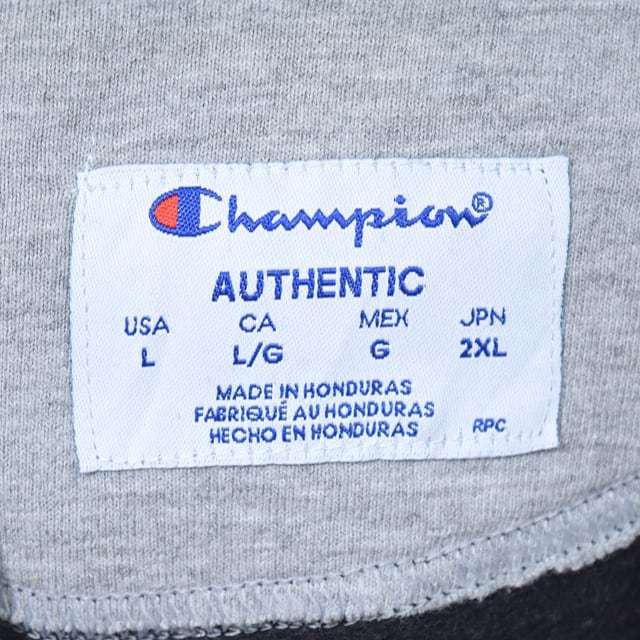 Champion®
AUTHENTIC
USA CA MEX JPN
L L/G G 2XL
MADE IN HONDURAS
FABRIQUÉ AU HONDURAS
HECHO EN HONDURAS RPC